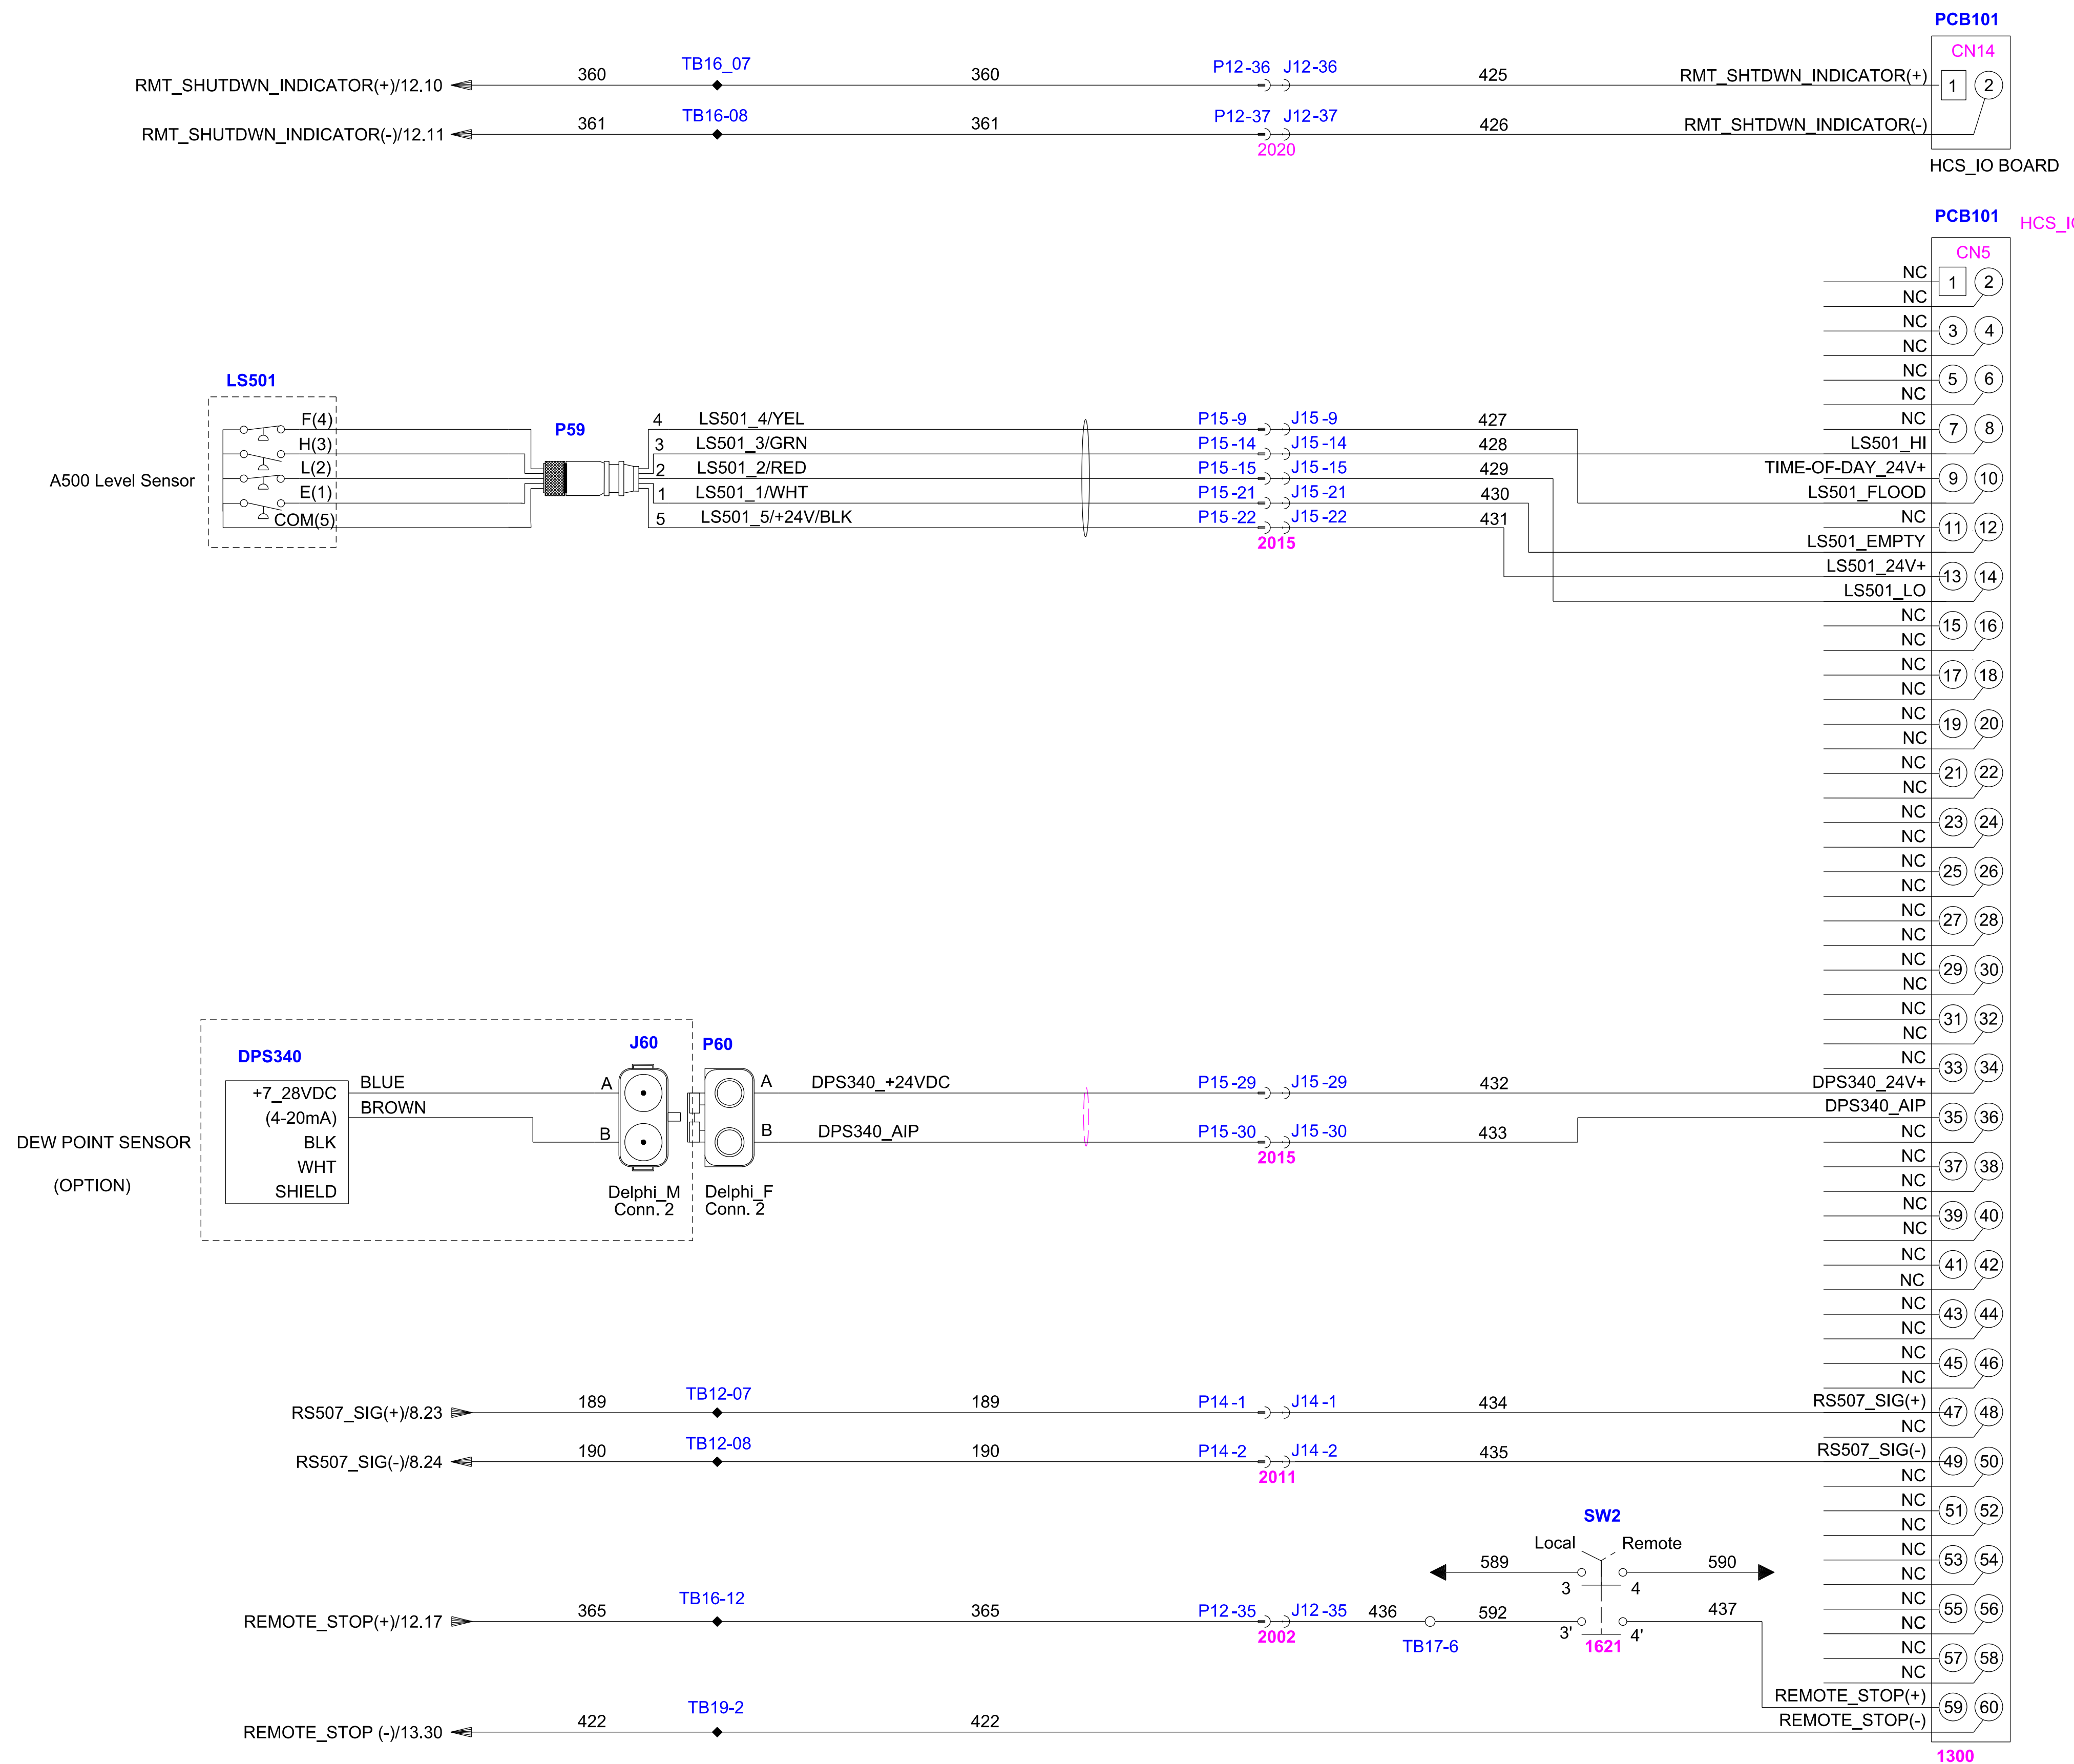 PCB101
CN14
RMT_SHUTDWN_INDICATOR(+)/12.10 360 TB16_07 360 P12-36 J12-36 425 RMT_SHTDWN_INDICATOR(+) 1 2
RMT_SHUTDWN_INDICATOR(-)/12.11 361 TB16-08 361 P12-37 J12-37 426 RMT_SHTDWN_INDICATOR(-)
2020
HCS_IO BOARD
PCB101
CN5
NC 1 2
NC
NC 3 4
NC
NC 5 6
NC
LS501
A500 Level Sensor
P59
F(4) 4 LS501_4/YEL P15-9 J15-9 427 NC 7 8
H(3) 3 LS501_3/GRN P15-14 J15-14 428 LS501_HI
L(2) 2 LS501_2/RED P15-15 J15-15 429 TIME-OF-DAY_24V+ 9 10
E(1) 1 LS501_1/WHT P15-21 J15-21 430 LS501_FLOOD
COM(5) 5 LS501_5/+24V/BLK P15-22 J15-22 431 NC 11 12
2015
LS501_EMPTY
LS501_24V+ 13 14
LS501_LO
NC 15 16
NC
NC 17 18
NC
NC 19 20
NC
NC 21 22
NC
NC 23 24
NC
NC 25 26
NC
NC 27 28
NC
NC 29 30
NC
NC 31 32
NC
NC 33 34
DPS340 J60 P60
DEW POINT SENSOR
(OPTION)
+7_28VDC BLUE A A DPS340_+24VDC P15-29 J15-29 432 DPS340_24V+
(4-20mA) BROWN DPS340_AIP 35 36
BLK B B DPS340_AIP P15-30 J15-30 433 NC
2015
WHT
SHIELD
Delphi_M
Conn. 2
Delphi_F
Conn. 2
NC 37 38
NC
NC 39 40
NC
NC 41 42
NC
NC 43 44
NC
NC 45 46
NC
RS507_SIG(+)/8.23 189 TB12-07 189 P14-1 J14-1 434 RS507_SIG(+) 47 48
NC
RS507_SIG(-)/8.24 190 TB12-08 190 P14-2 J14-2 435 RS507_SIG(-) 49 50
2011
NC
NC 51 52
NC
SW2
Local Remote
589 3 4 590
NC 53 54
NC
REMOTE_STOP(+)/12.17 365 TB16-12 365 P12-35 J12-35 436 TB17-6 592 3' 4' 437
2002
1621
NC 55 56
NC
NC 57 58
NC
REMOTE_STOP(+) 59 60
REMOTE_STOP (-)/13.30 422 TB19-2 422 REMOTE_STOP(-)
1300